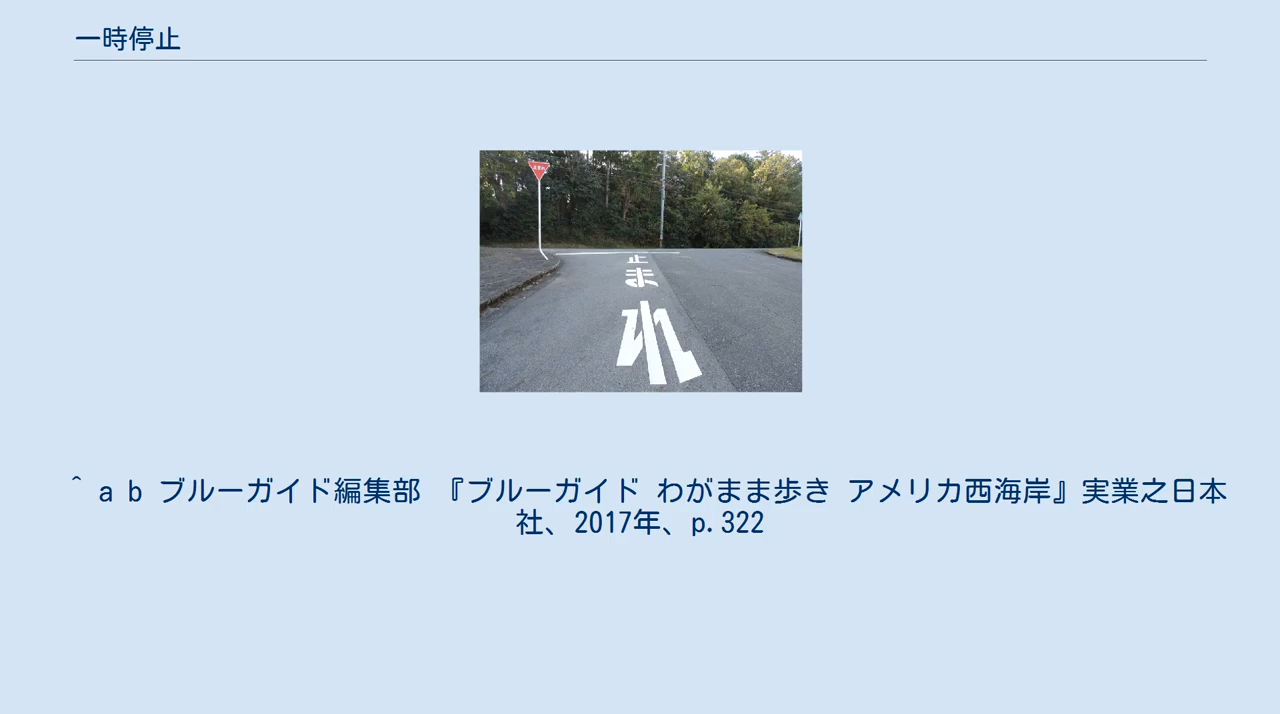 一時停止
止
ま
れ
^ a b ブルーガイド編集部 『ブルーガイド わがまま歩き アメリカ西海岸』実業之日本
社、2017年、p.322